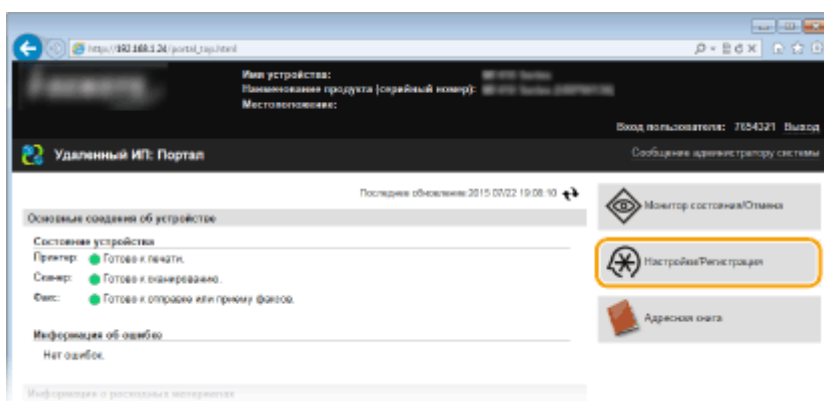 http://192.168.1.24/portal_top.html
Имя устройства:
Наименование продукта (серийный номер):
Местоположение:
Вход пользователя: 7654321 Выход
Удаленный ИП: Портал
Сообщение администратору системы
Последнее обновление: 2015 07/22 19:08:10
Монитор состояния/Отмена
Основные сведения об устройстве
Состояние устройства
Принтер: Готово к печати.
Сканер: Готово к сканированию.
Факс: Готово к отправке или приему факсов.
Настройки/Регистрация
Адресная книга
Информация об ошибке
Нет ошибок.
Информация о расходных материалах